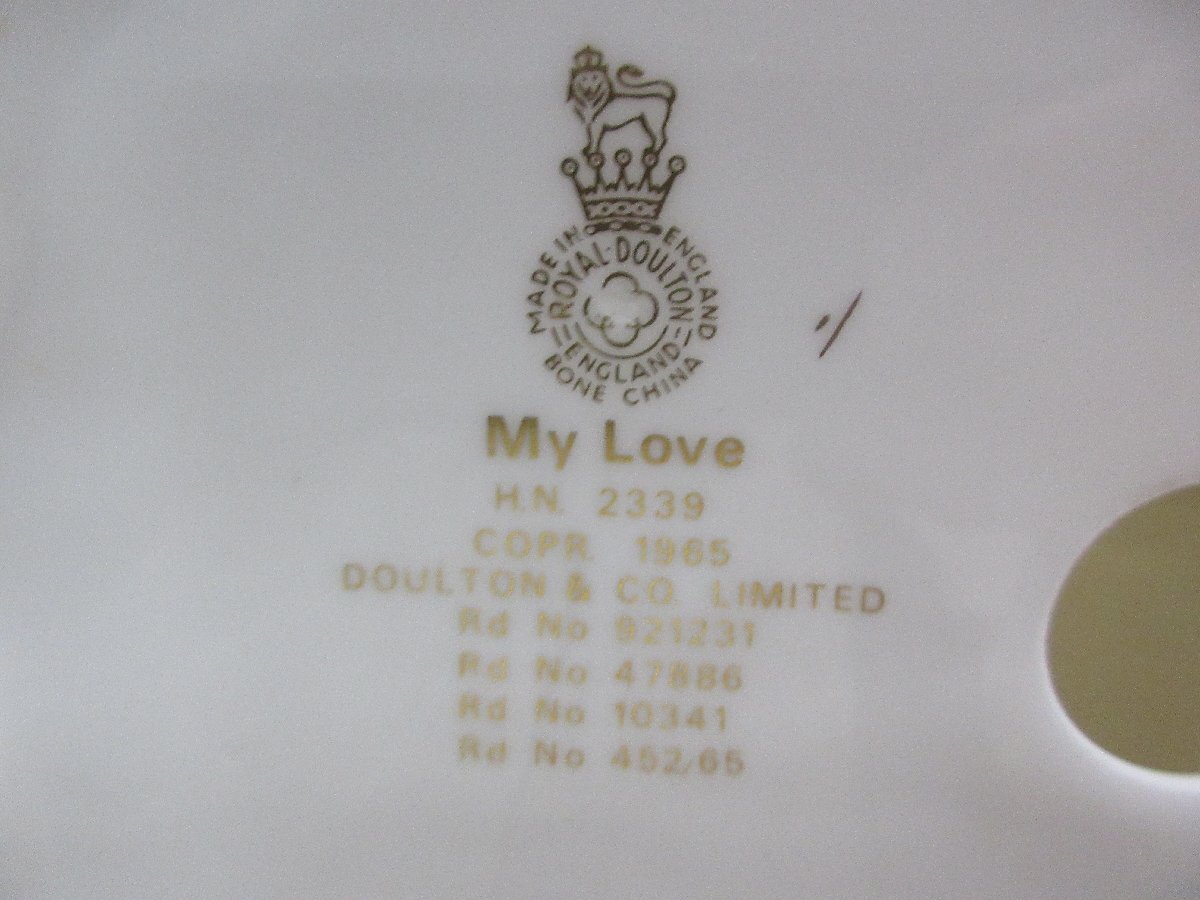 MADE IN ENGLAND
ROYAL·DOULTON
ENGLAND
BONE CHINA
My Love
H.N. 2339
COPR. 1965
DOULTON & CO. LIMITED
Rd No 921231
Rd No 47886
Rd No 10341
Rd No 452/65